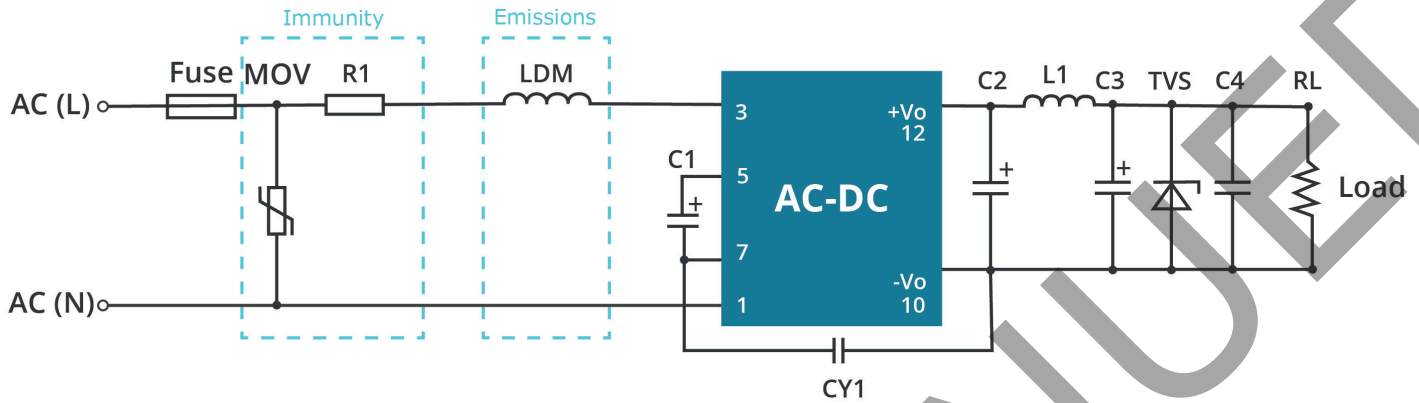 Immunity
Emissions
Fuse
MOV
R1
LDM
C2
L1
C3
TVS
C4
RL
AC (L)
3
+Vo
12
C1
+
5
AC-DC
+
+
Load
7
-Vo
10
AC (N)
1
CY1